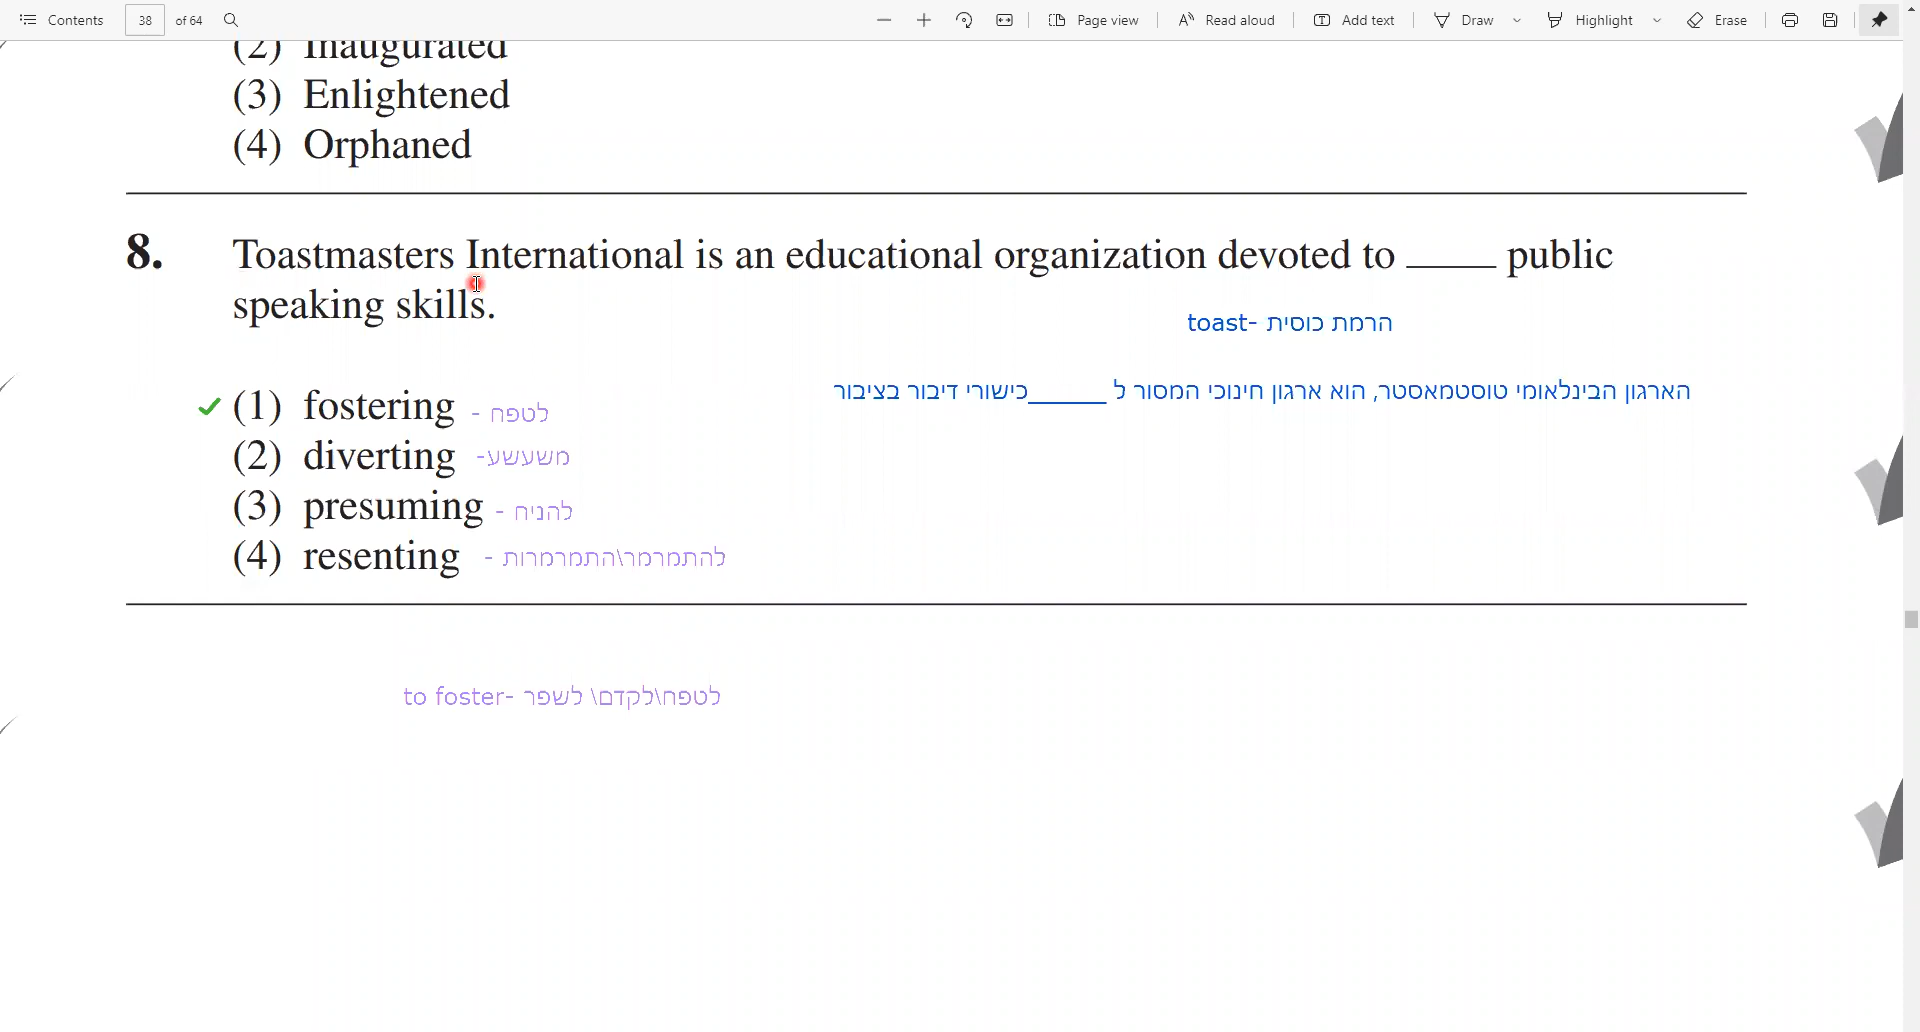 Contents 38 of 64 Page view Read aloud Add text Draw Highlight Erase
(2) Inaugurated
(3) Enlightened
(4) Orphaned
8. Toastmasters International is an educational organization devoted to _____ public
speaking skills.
toast- הרמת כוסית
הארגון הבינלאומי טוסטמאסטר, הוא ארגון חינוכי המסור ל ______כישורי דיבור בציבור
(1) fostering - לטפח
(2) diverting -משעשע
(3) presuming - להניח
(4) resenting - להתמרמר\התמרמרות
to foster- לטפח\לקדם\ לשפר